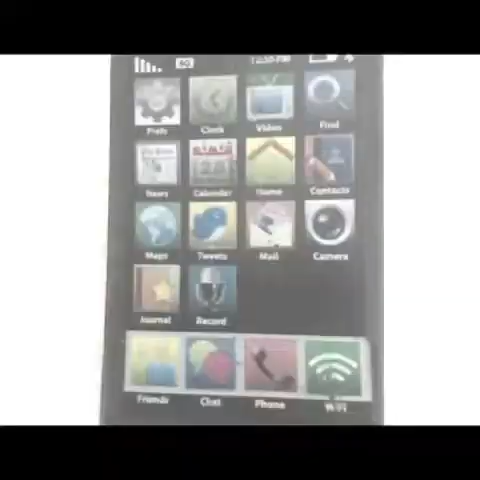 Prefs Clock Video Find
News Calendar Home Contacts
Maps Tweets Mail Camera
Journal Record
Friends Chat Phone WiFi